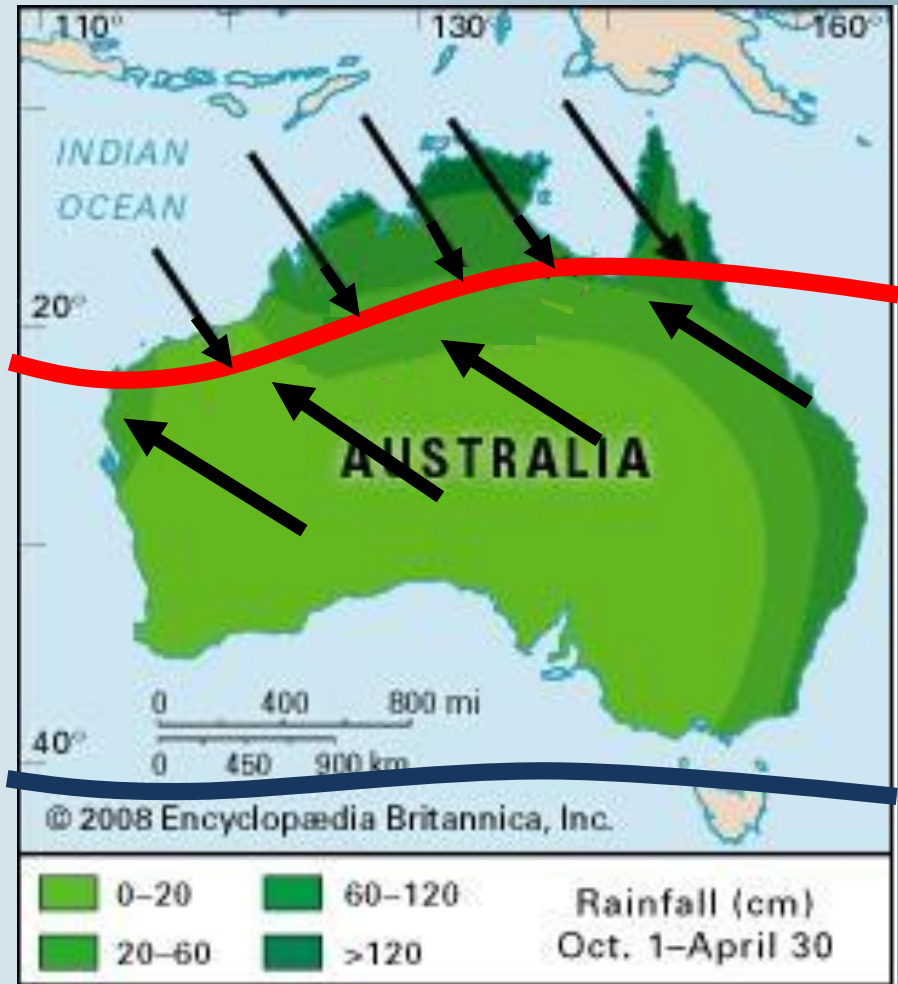 110° 130° 160°
INDIAN
OCEAN
20°
AUSTRALIA
0 400 800 mi
40°
0 450 900 km
© 2008 Encyclopædia Britannica, Inc.
0–20 60–120 Rainfall (cm)
20–60 >120 Oct. 1–April 30